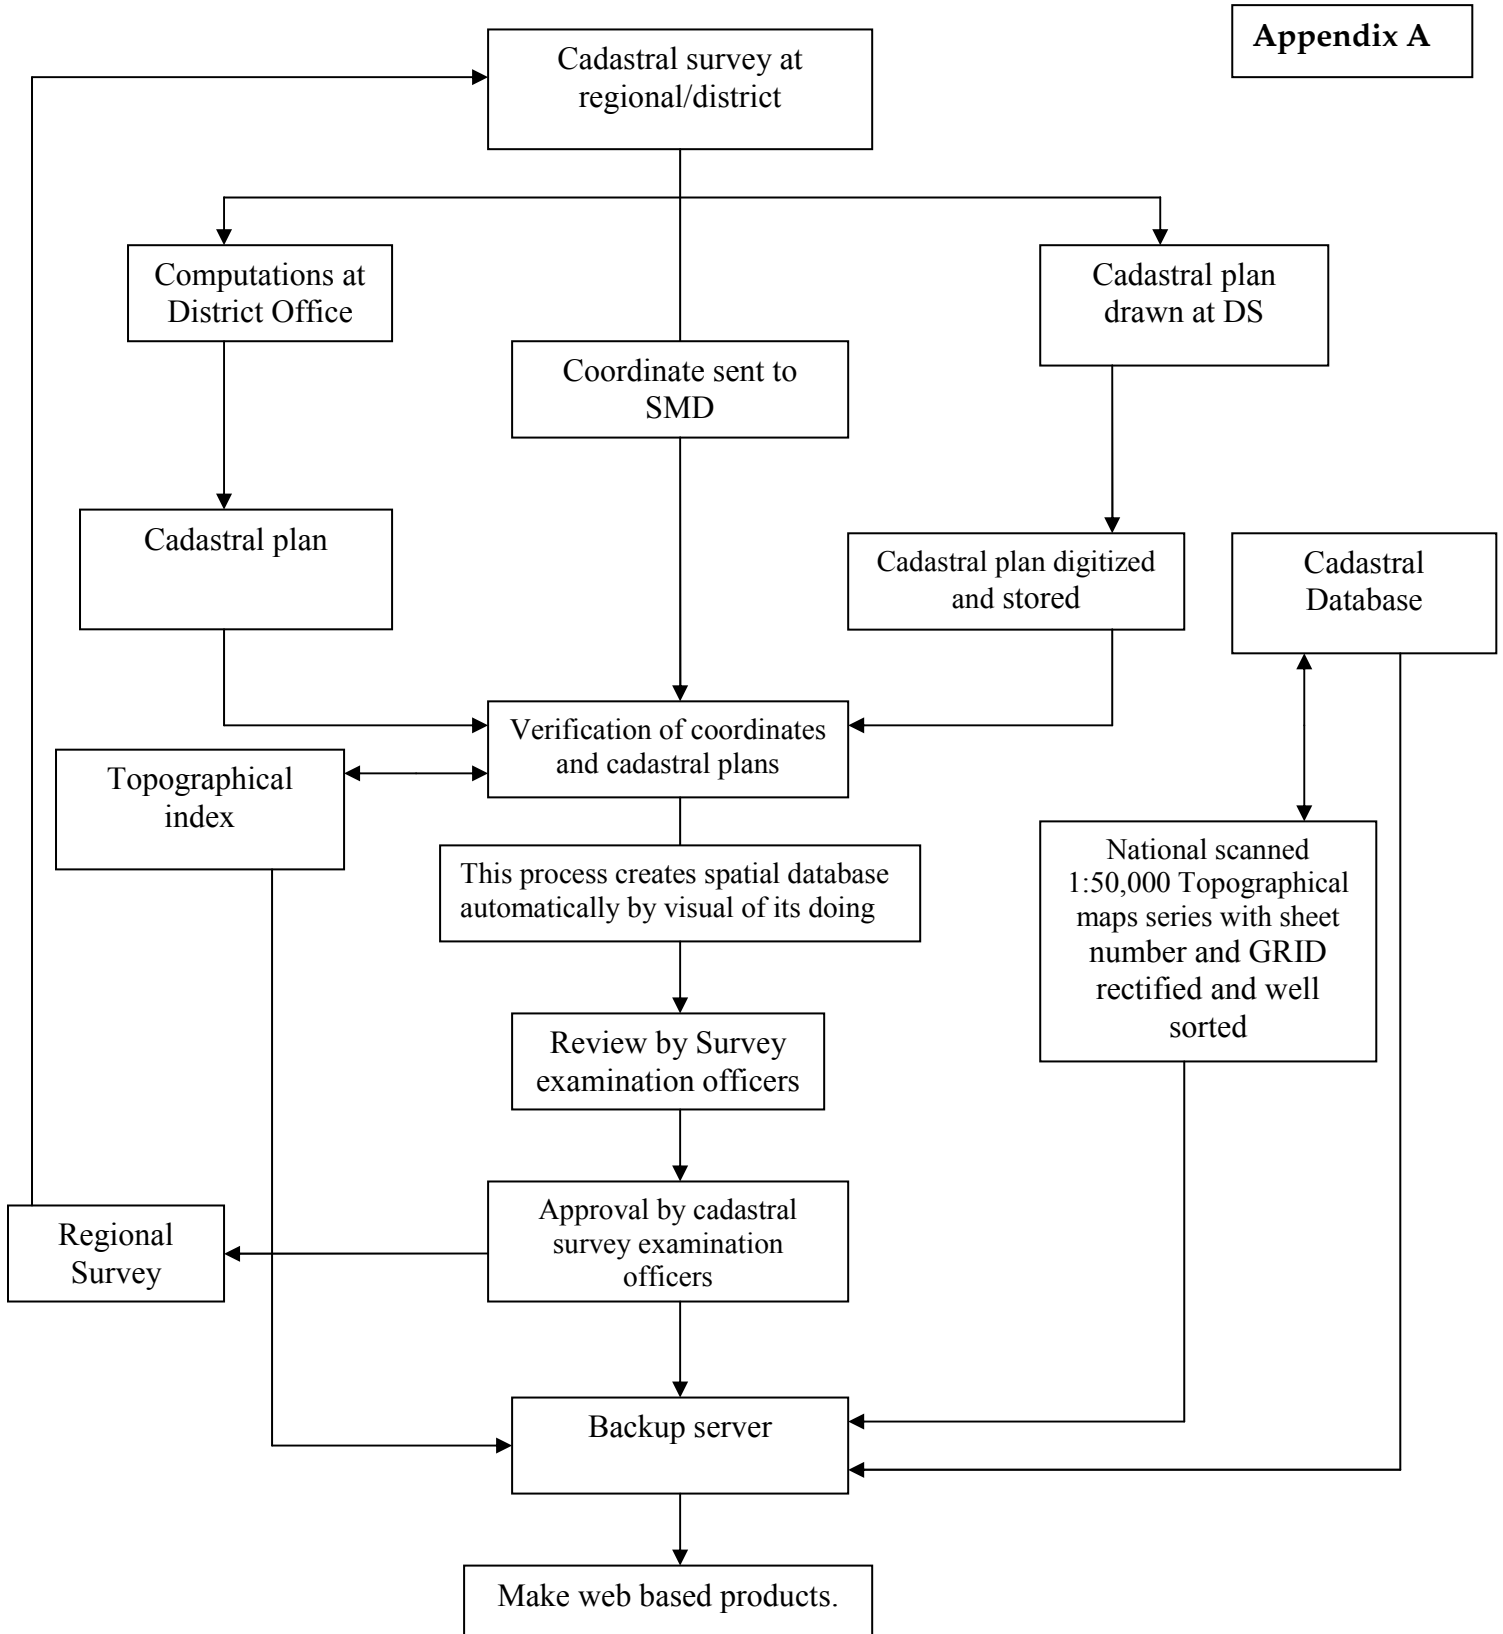 Appendix A
Cadastral survey at
regional/district
Computations at
District Office
Coordinate sent to
SMD
Cadastral plan
drawn at DS
Cadastral plan
Cadastral plan digitized
and stored
Cadastral
Database
Verification of coordinates
and cadastral plans
Topographical
index
This process creates spatial database
automatically by visual of its doing
National scanned
1:50,000 Topographical
maps series with sheet
number and GRID
rectified and well
sorted
Review by Survey
examination officers
Approval by cadastral
survey examination
officers
Regional
Survey
Backup server
Make web based products.